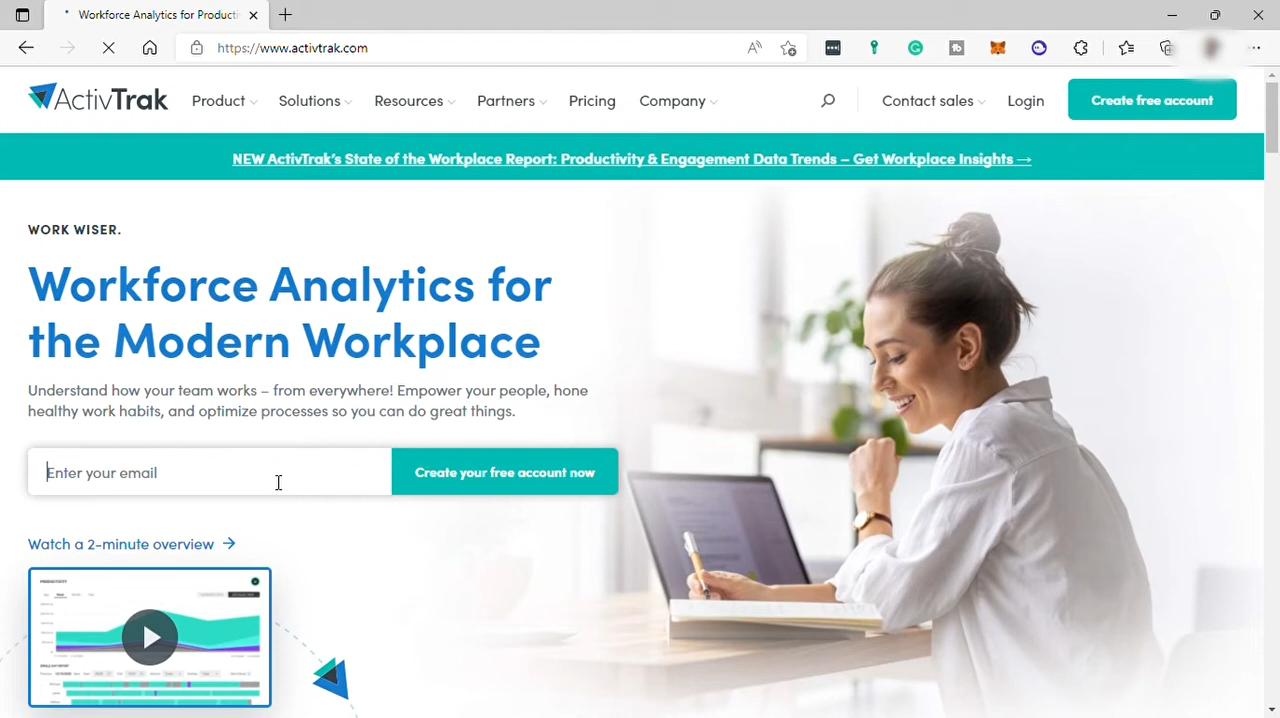 Workforce Analytics for Producti
https://www.activtrak.com
ActivTrak
Product
Solutions
Resources
Partners
Pricing
Company
Contact sales
Login
Create free account
NEW ActivTrak's State of the Workplace Report: Productivity & Engagement Data Trends – Get Workplace Insights →
WORK WISER.
Workforce Analytics for
the Modern Workplace
Understand how your team works – from everywhere! Empower your people, hone
healthy work habits, and optimize processes so you can do great things.
Enter your email
Create your free account now
Watch a 2-minute overview →
PRODUCTIVITY